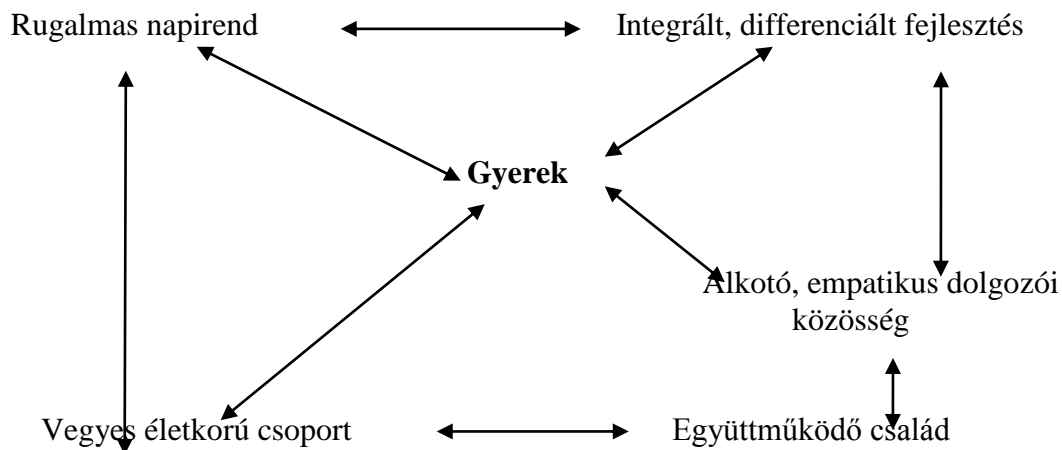 Rugalmas napirend
Integrált, differenciált fejlesztés
Gyerek
Alkotó, empatikus dolgozói
közösség
Vegyes életkorú csoport
Együttműködő család